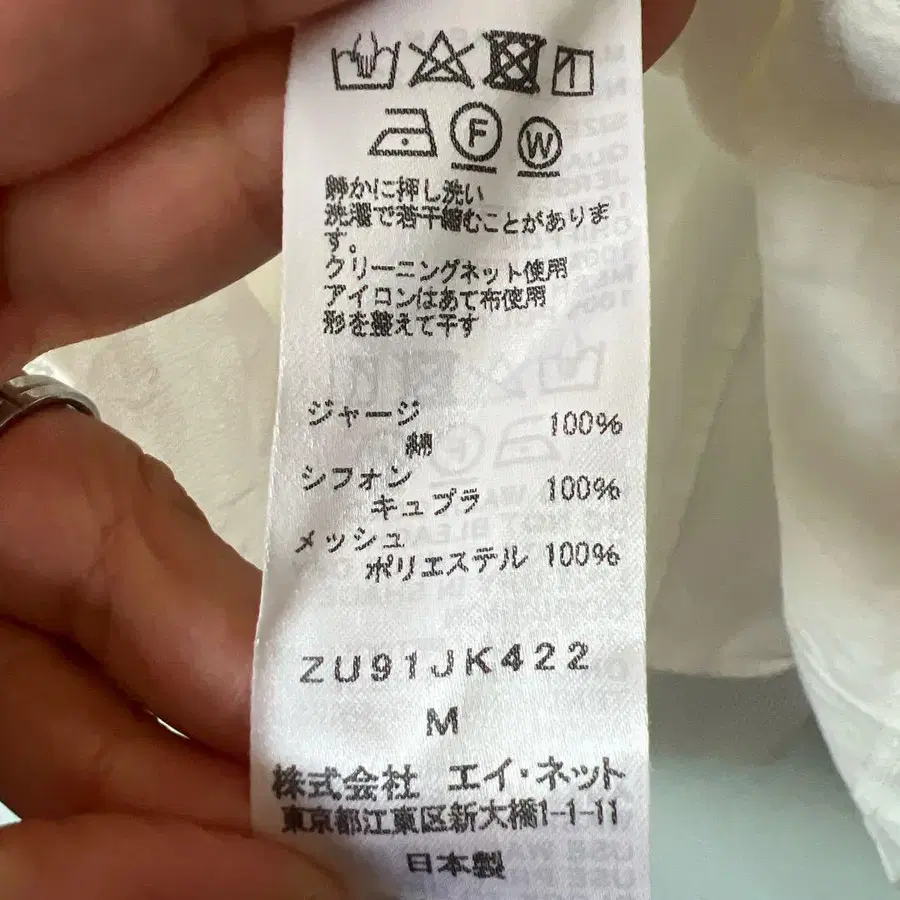 F W
静かに押し洗い
洗濯で若干縮むことがありま
す。
クリーニングネット使用
アイロンはあて布使用
形を整えて干す
ジャージ
綿 100%
シフォン
キュプラ 100%
メッシュ
ポリエステル 100%
ZU91JK422
M
株式会社 エイ・ネット
東京都江東区新大橋1-1-11
日本製